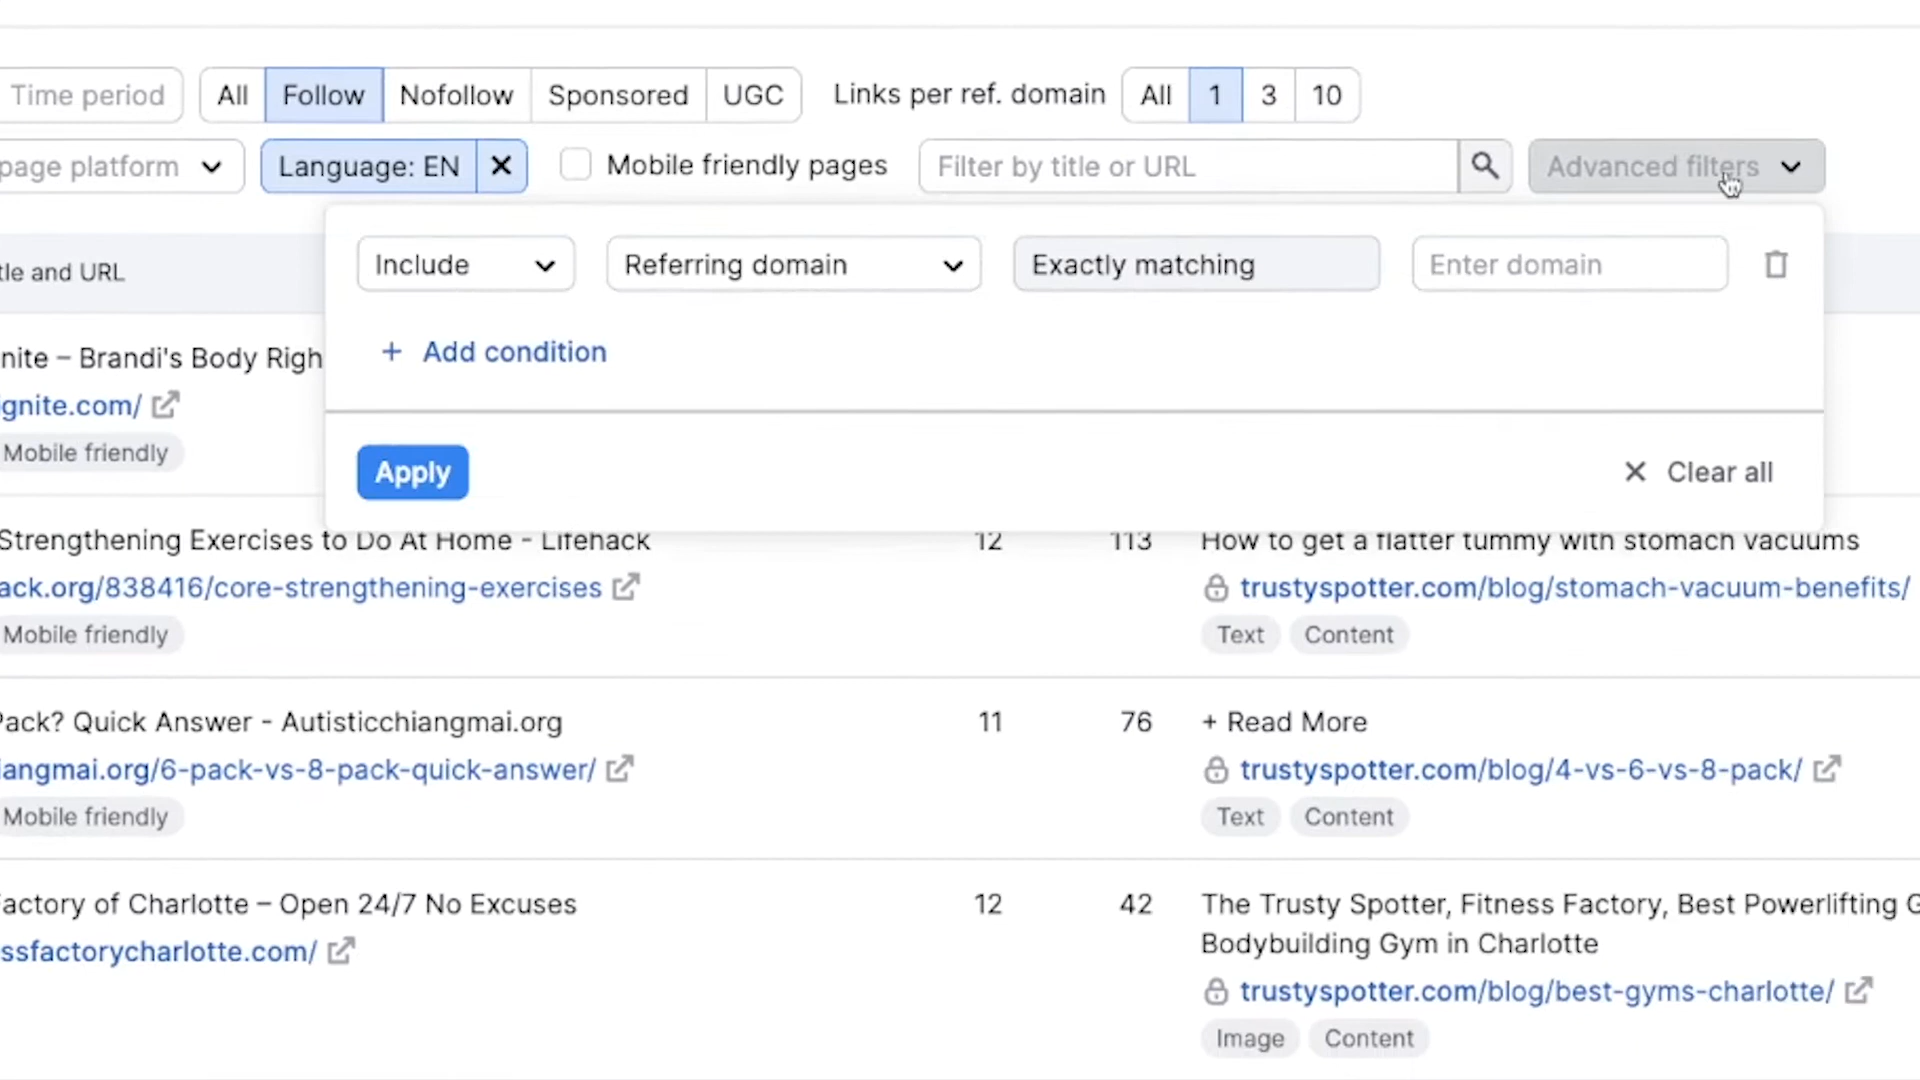 Time period All Follow Nofollow Sponsored UGC Links per ref. domain All 1 3 10
page platform Language: EN Mobile friendly pages Filter by title or URL Advanced filters
tle and URL
Include Referring domain Exactly matching Enter domain
+ Add condition
Apply Clear all
nite – Brandi's Body Righ
gnite.com/
Mobile friendly
Strengthening Exercises to Do At Home - Lifehack 12 113 How to get a flatter tummy with stomach vacuums
ack.org/838416/core-strengthening-exercises trustyspotter.com/blog/stomach-vacuum-benefits/
Mobile friendly Text Content
Pack? Quick Answer - Autisticchiangmai.org 11 76 + Read More
iangmai.org/6-pack-vs-8-pack-quick-answer/ trustyspotter.com/blog/4-vs-6-vs-8-pack/
Mobile friendly Text Content
Factory of Charlotte – Open 24/7 No Excuses 12 42 The Trusty Spotter, Fitness Factory, Best Powerlifting G
Bodybuilding Gym in Charlotte
ssfactorycharlotte.com/ trustyspotter.com/blog/best-gyms-charlotte/
Image Content